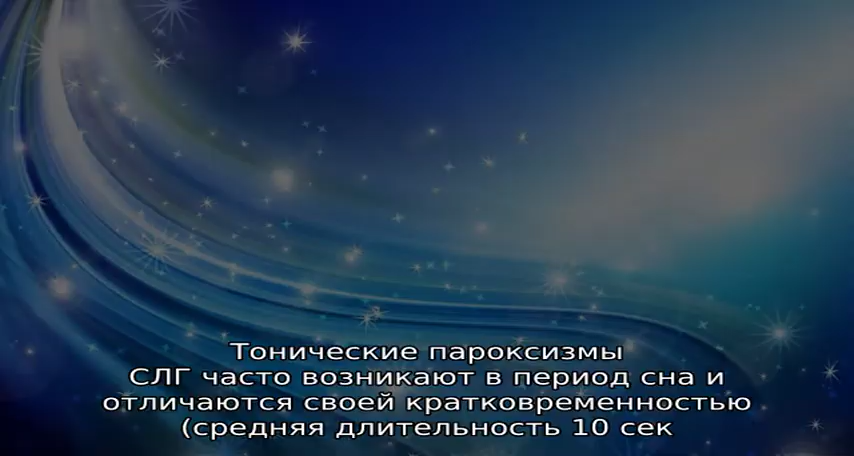 Тонические пароксизмы
СЛГ часто возникают в период сна и
отличаются своей кратковременностью
(средняя длительность 10 сек